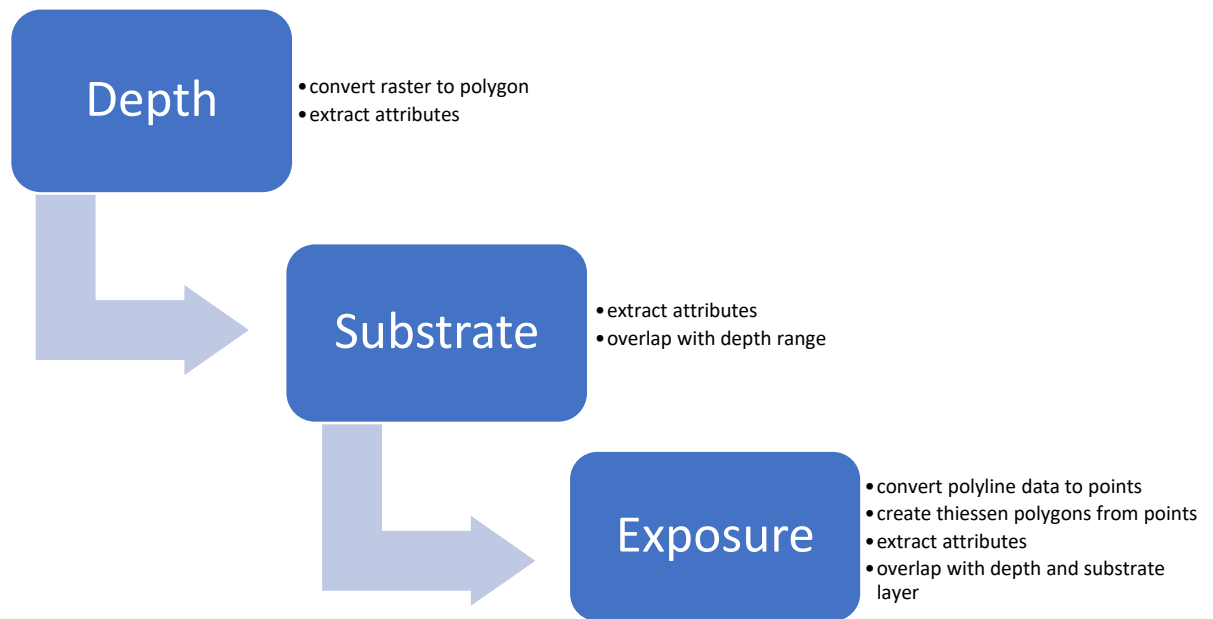 Depth
•convert raster to polygon
•extract attributes
Substrate
•extract attributes
•overlap with depth range
Exposure
•convert polyline data to points
•create thiessen polygons from points
•extract attributes
•overlap with depth and substrate
layer